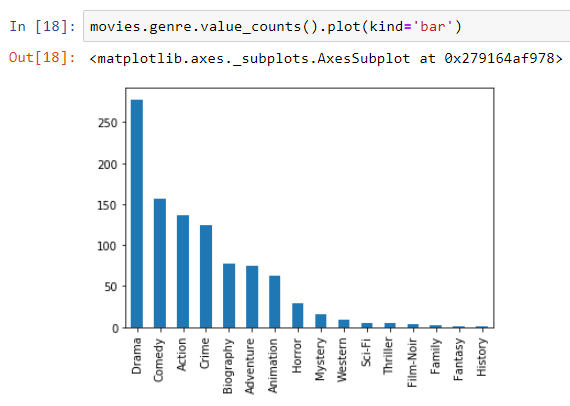 In [18]: movies.genre.value_counts().plot(kind='bar')
Out[18]: <matplotlib.axes._subplots.AxesSubplot at 0x279164af978>
250
200
150
100
50
0
Drama
Comedy
Action
Crime
Biography
Adventure
Animation
Horror
Mystery
Western
Sci-Fi
Thriller
Film-Noir
Family
Fantasy
History